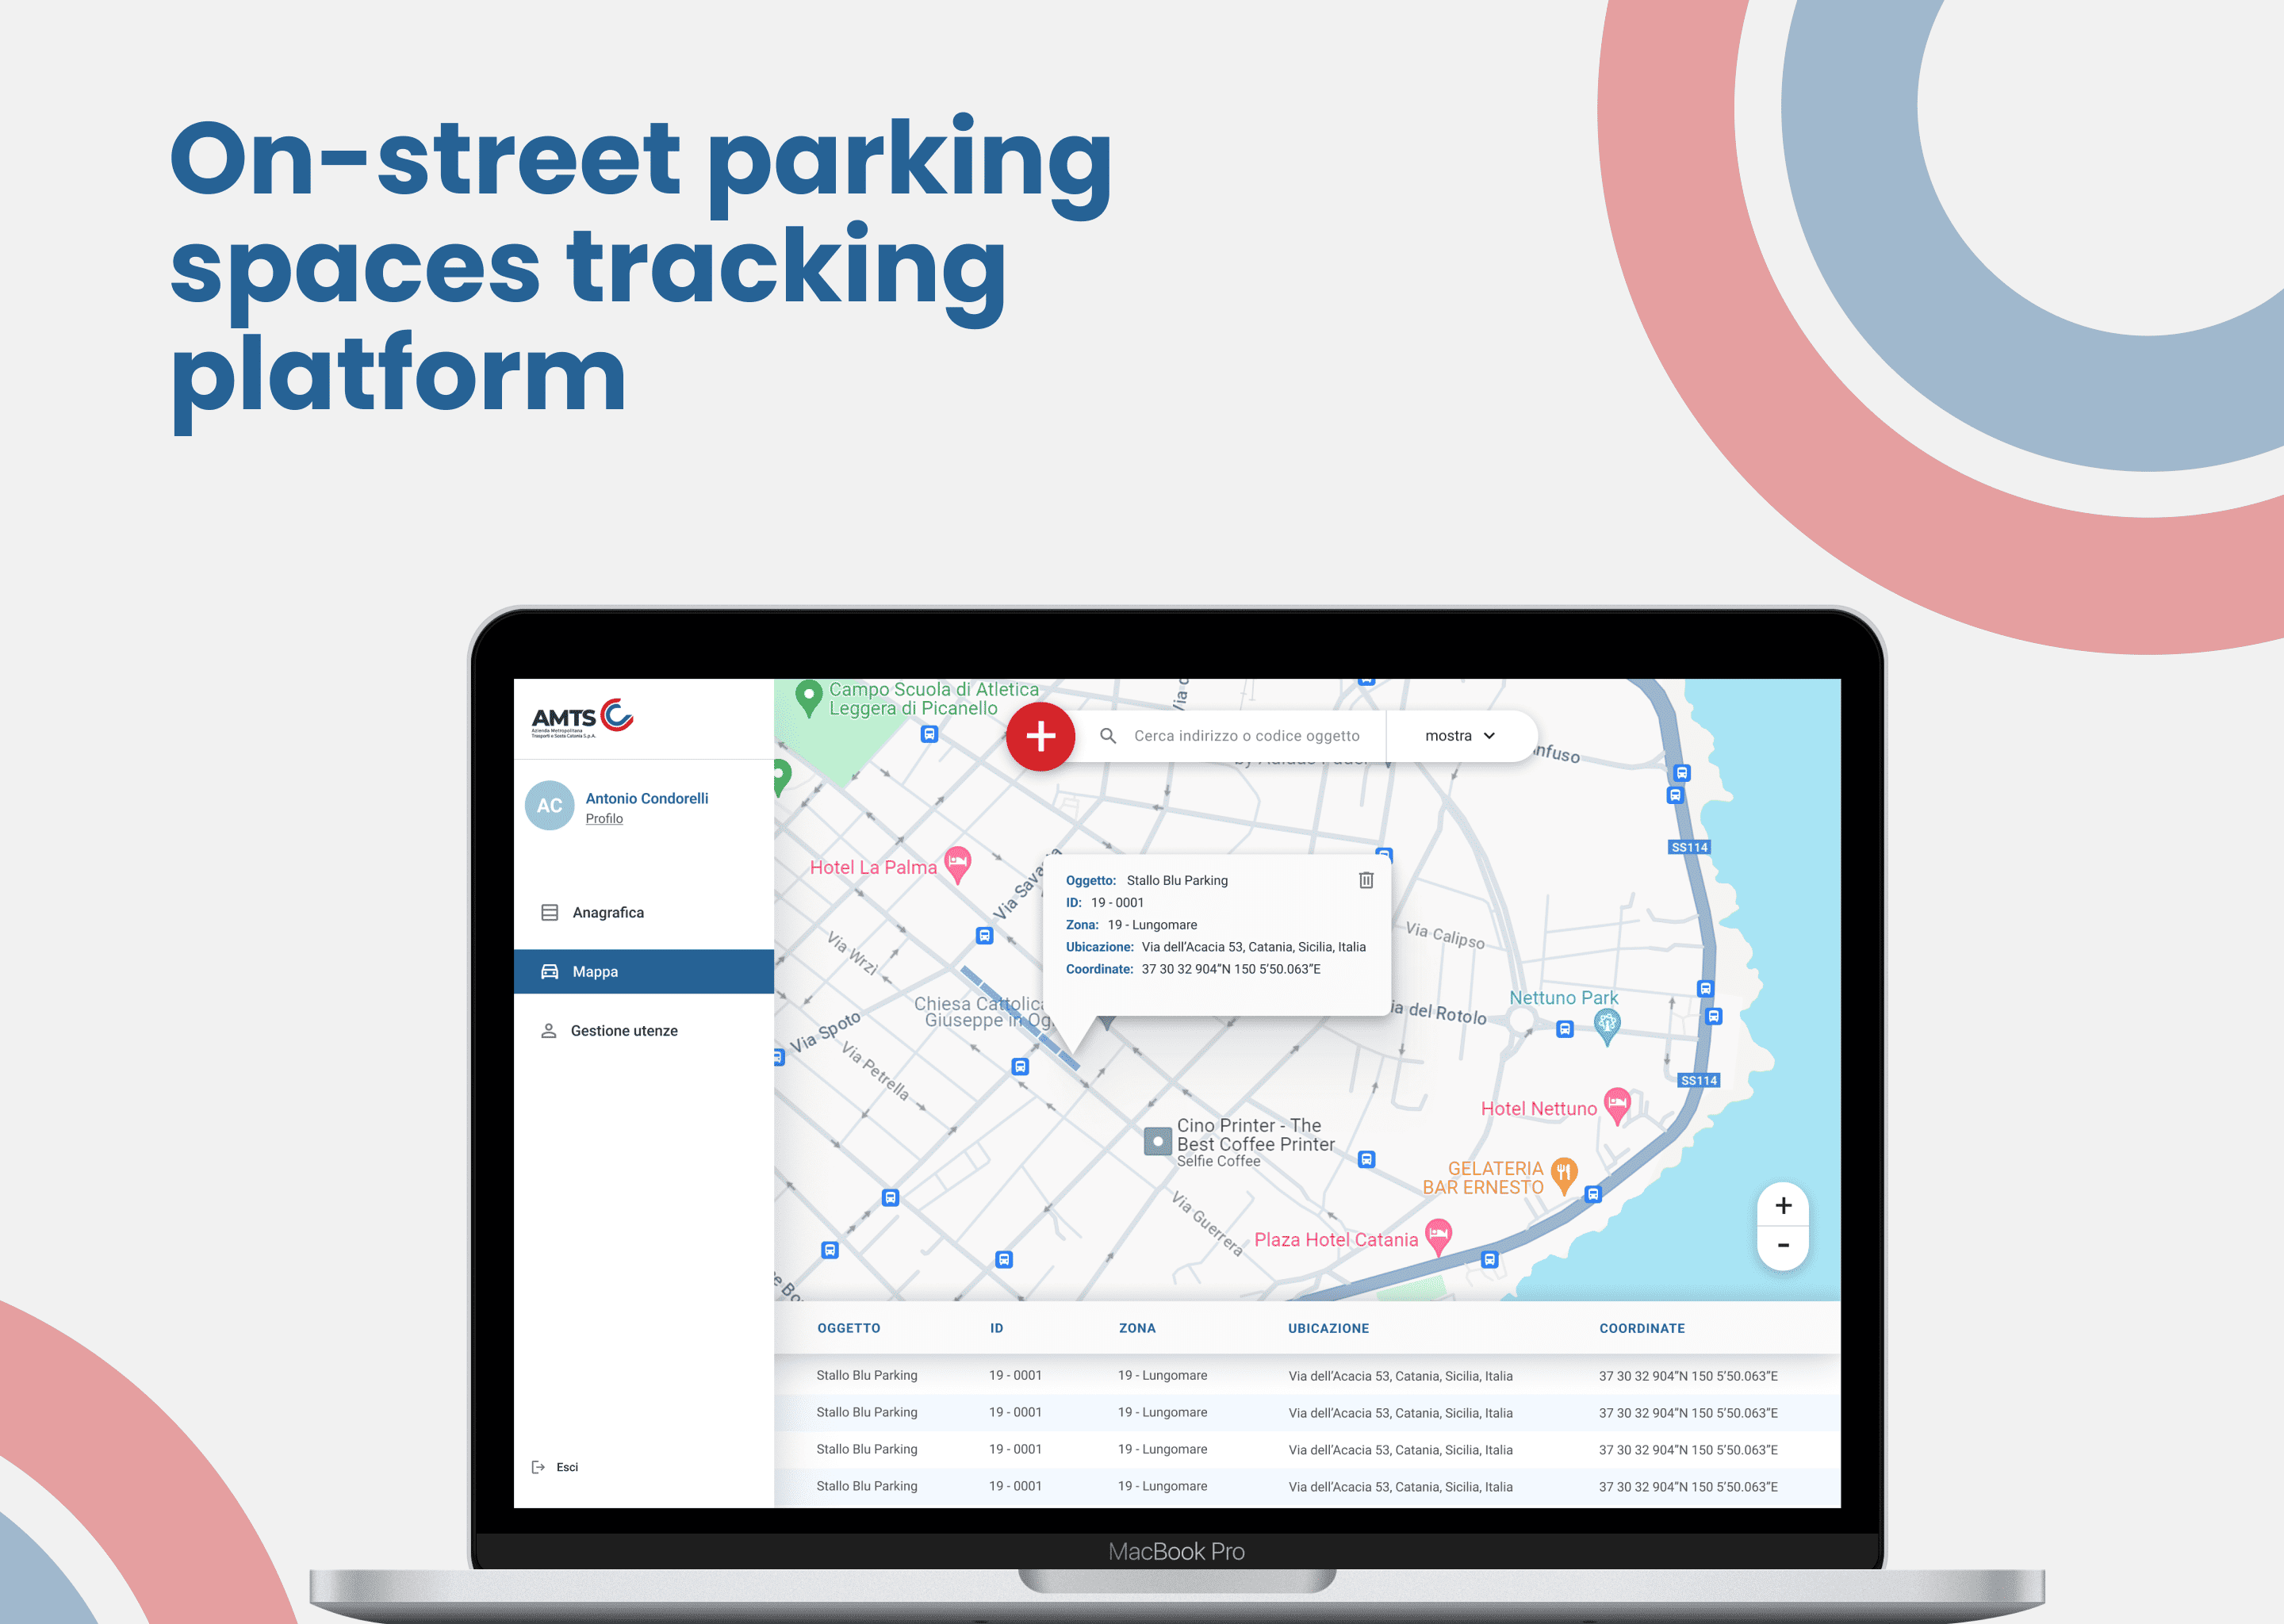 On-street parking
spaces tracking
platform
AMTS
Azienda Metropolitana
Trasporti e Sosta Catania S.p.A.
AC
Antonio Condorelli
Profilo
Anagrafica
Mappa
Gestione utenze
Esci
Campo Scuola di Atletica
Leggera di Picanello
Cerca indirizzo o codice oggetto
mostra
nfuso
Via d
SS114
Hotel La Palma
Via Sava
Via Wrzì
Oggetto: Stallo Blu Parking
ID: 19 - 0001
Zona: 19 - Lungomare
Ubicazione: Via dell’Acacia 53, Catania, Sicilia, Italia
Coordinate: 37 30 32 904”N 150 5’50.063”E
Via Calipso
Chiesa Cattolica
Giuseppe in Og
ia del Rotolo
Nettuno Park
Via Spoto
Via Petrella
SS114
Hotel Nettuno
Cino Printer - The
Best Coffee Printer
Selfie Coffee
GELATERIA
BAR ERNESTO
Via Guerrera
Plaza Hotel Catania
+
-
OGGETTO ID ZONA UBICAZIONE COORDINATE
Stallo Blu Parking 19 - 0001 19 - Lungomare Via dell’Acacia 53, Catania, Sicilia, Italia 37 30 32 904”N 150 5’50.063”E
Stallo Blu Parking 19 - 0001 19 - Lungomare Via dell’Acacia 53, Catania, Sicilia, Italia 37 30 32 904”N 150 5’50.063”E
Stallo Blu Parking 19 - 0001 19 - Lungomare Via dell’Acacia 53, Catania, Sicilia, Italia 37 30 32 904”N 150 5’50.063”E
Stallo Blu Parking 19 - 0001 19 - Lungomare Via dell’Acacia 53, Catania, Sicilia, Italia 37 30 32 904”N 150 5’50.063”E
MacBook Pro